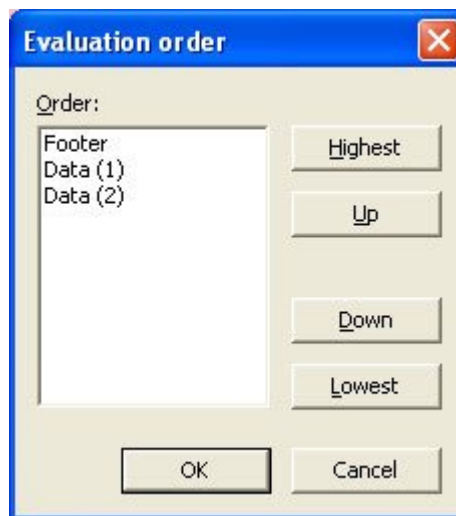 Evaluation order
Order:
Footer
Data (1)
Data (2)
Highest
Up
Down
Lowest
OK
Cancel